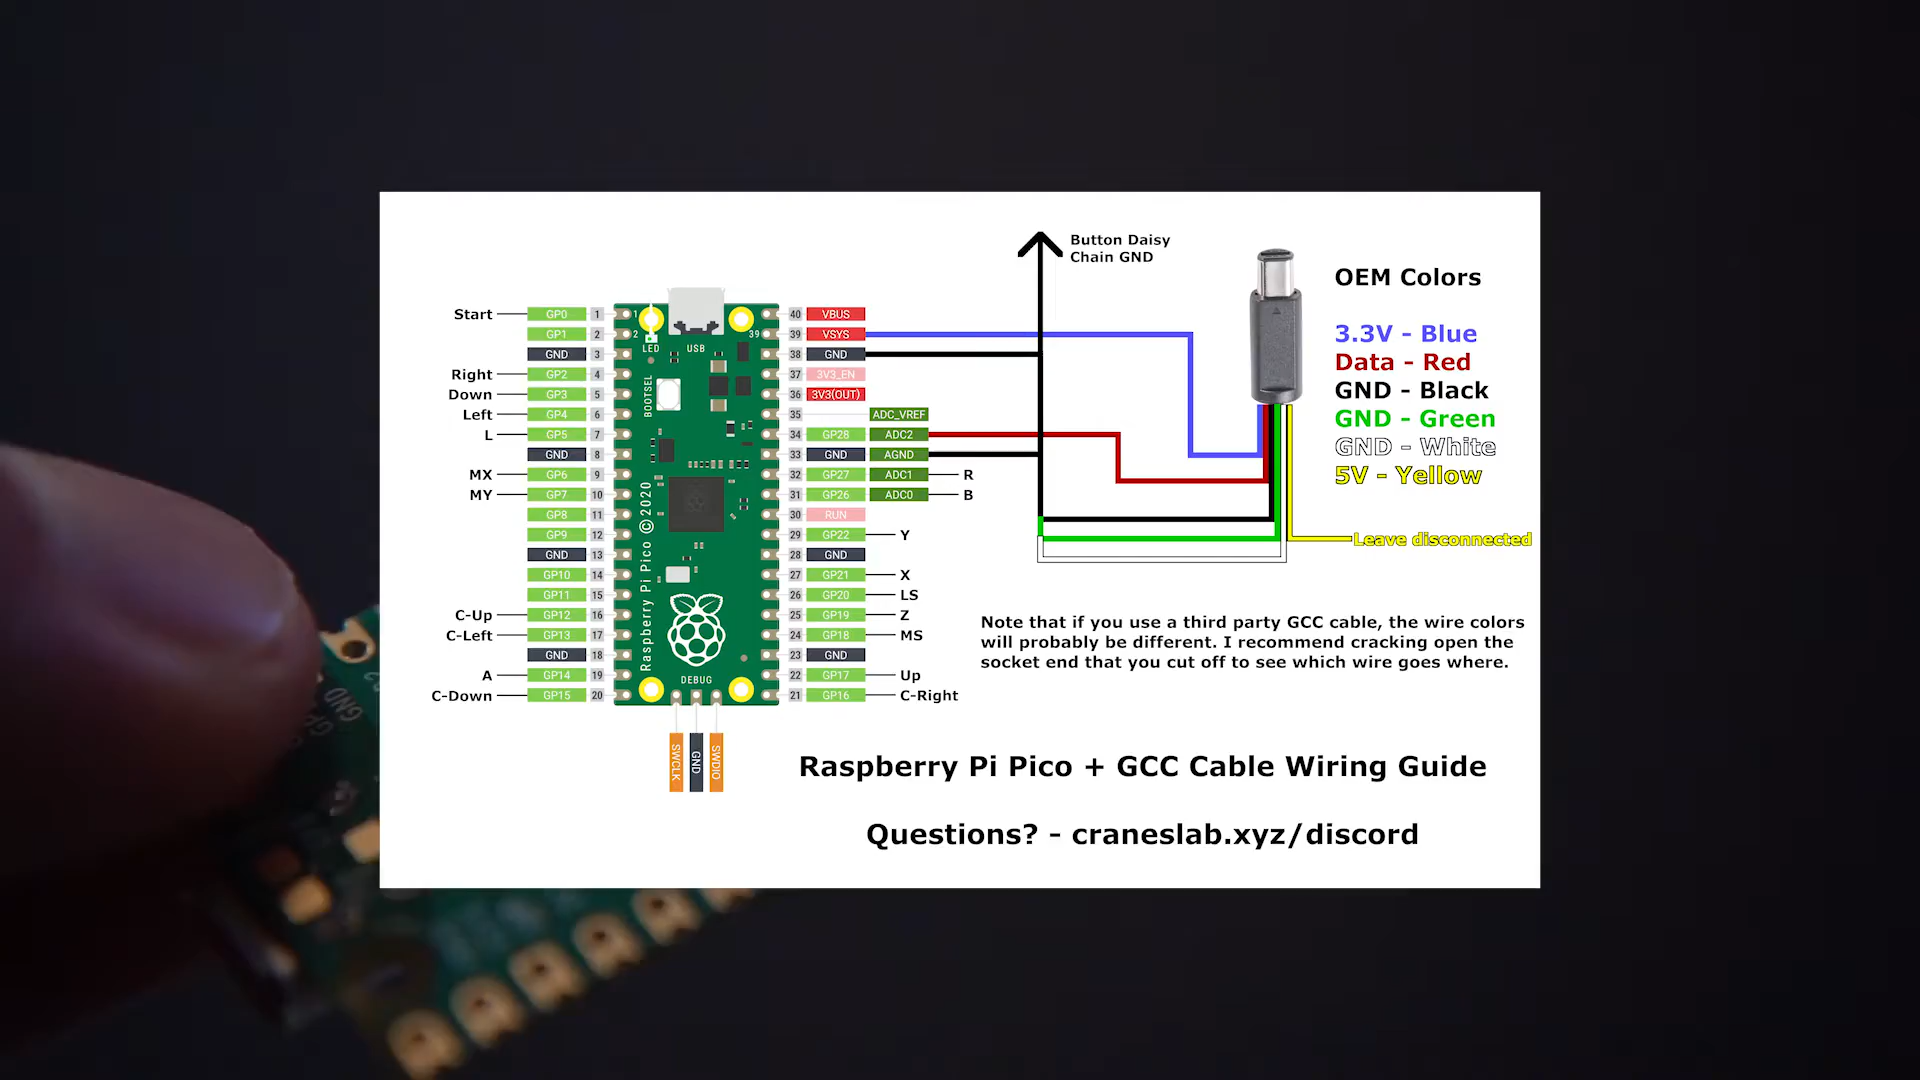 Button Daisy
Chain GND
OEM Colors
3.3V - Blue
Data - Red
GND - Black
GND - Green
GND - White
5V - Yellow
Leave disconnected
Start GP0 1 1 40 VBUS
GP1 2 2 39 39 VSYS
LED USB
GND 3 38 GND
Right GP2 4 37 3V3_EN
Down GP3 5 BOOTSEL 36 3V3(OUT)
Left GP4 6 35 ADC_VREF
L GP5 7 34 GP28 ADC2
GND 8 33 GND AGND
MX GP6 9 32 GP27 ADC1 R
MY GP7 10 31 GP26 ADC0 B
GP8 11 30 RUN
GP9 12 29 GP22 Y
GND 13 28 GND
GP10 14 27 GP21 X
GP11 15 26 GP20 LS
C-Up GP12 16 25 GP19 Z
C-Left GP13 17 24 GP18 MS
GND 18 23 GND
A GP14 19 22 GP17 Up
C-Down GP15 20 21 GP16 C-Right
Raspberry Pi Pico © 2020
DEBUG
SWCLK
GND
SWDIO
Note that if you use a third party GCC cable, the wire colors
will probably be different. I recommend cracking open the
socket end that you cut off to see which wire goes where.
Raspberry Pi Pico + GCC Cable Wiring Guide
Questions? - craneslab.xyz/discord
GND